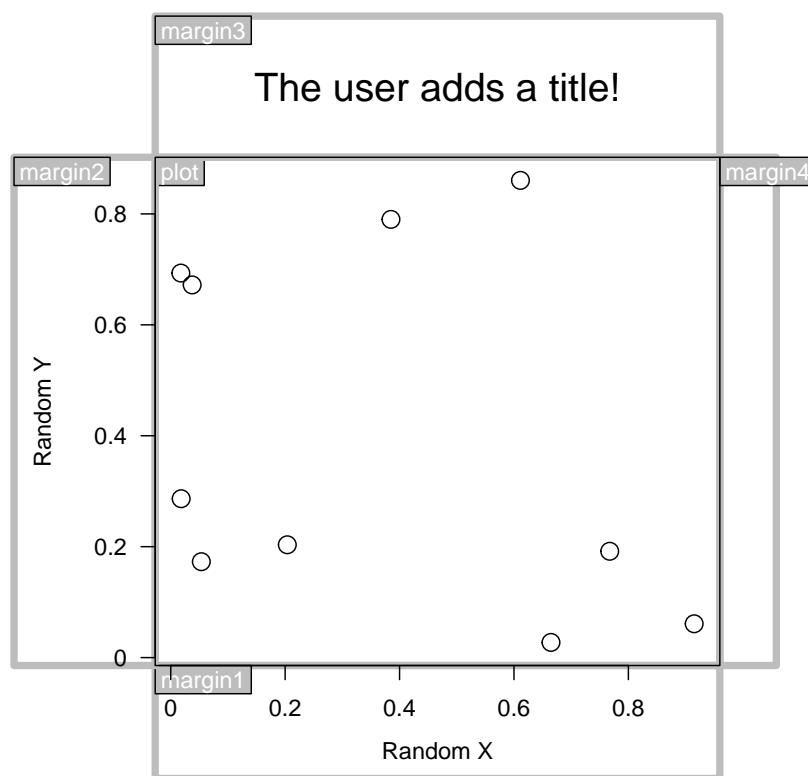 margin3
The user adds a title!
margin2
plot
margin4
0.8
0.6
0.4
0.2
0
Random Y
margin1
0 0.2 0.4 0.6 0.8
Random X